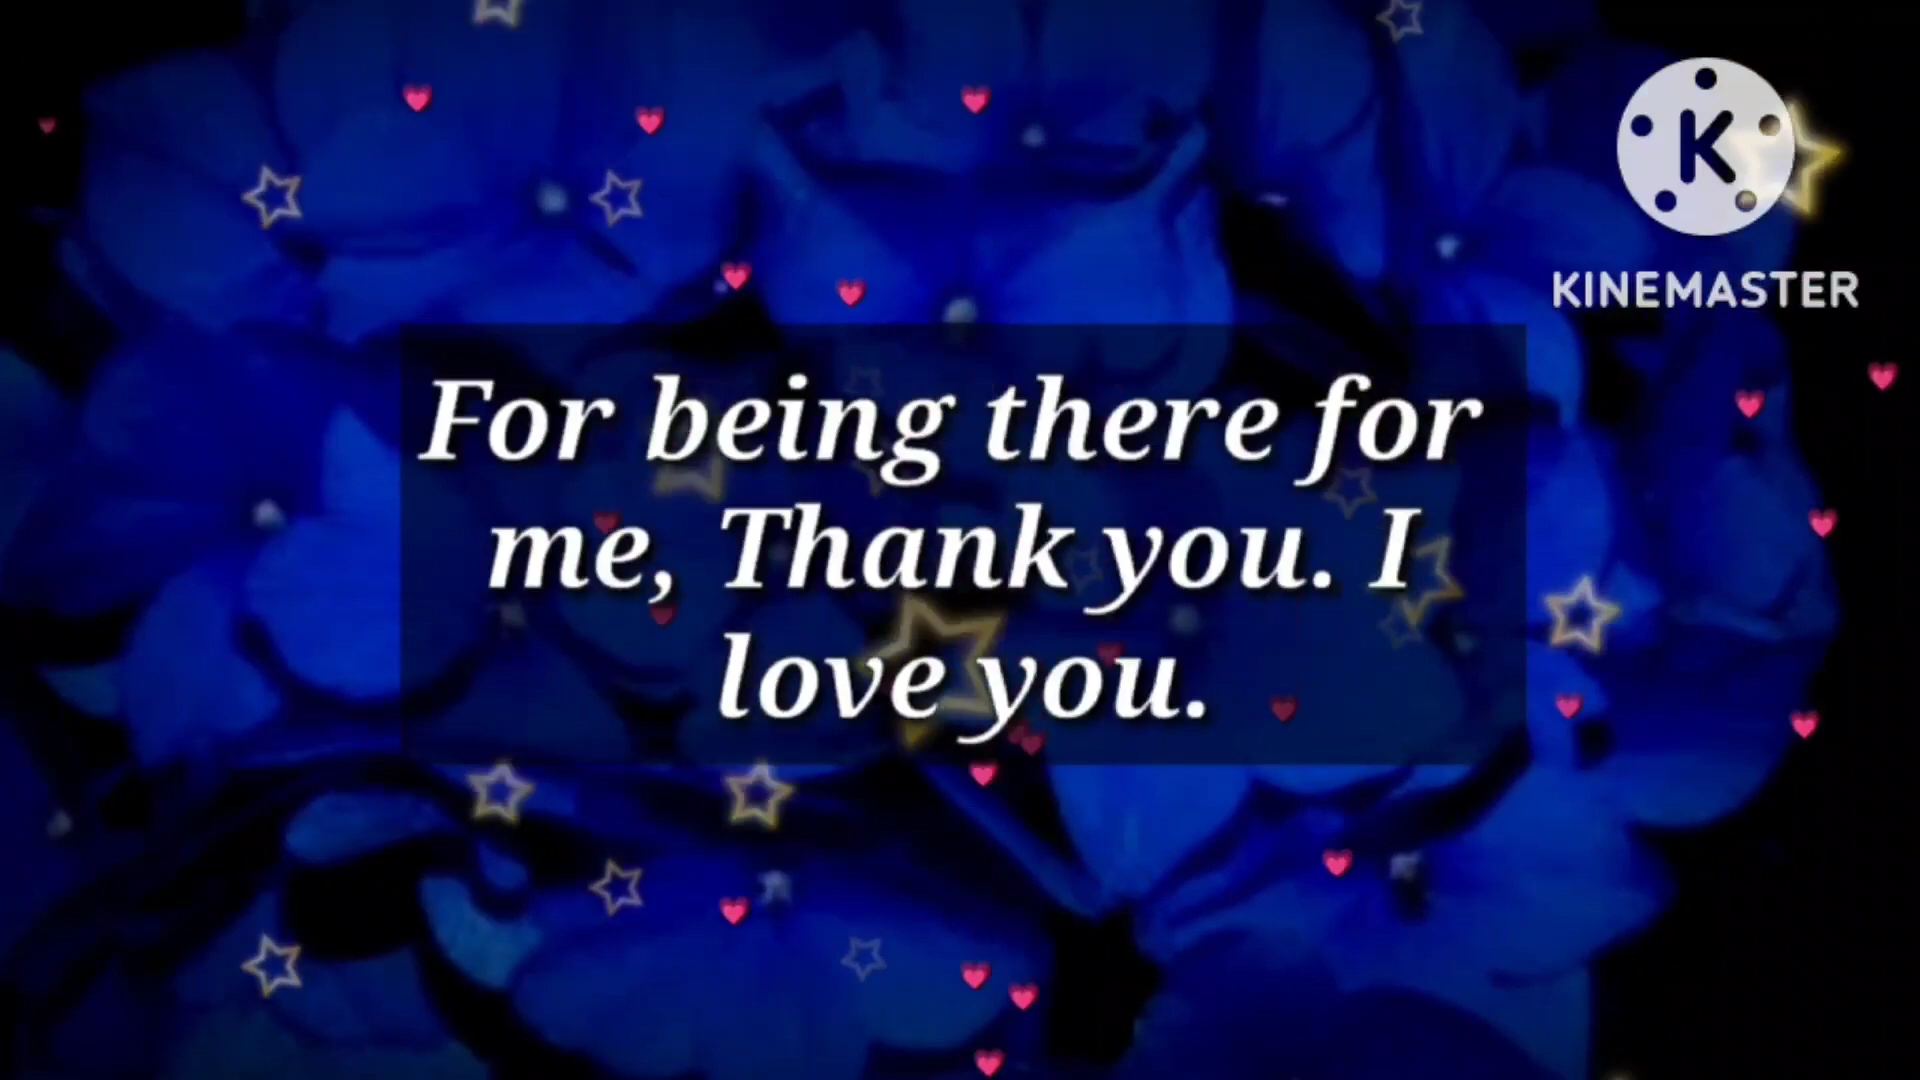 K
KINEMASTER
For being there for
me, Thank you. I
love you.